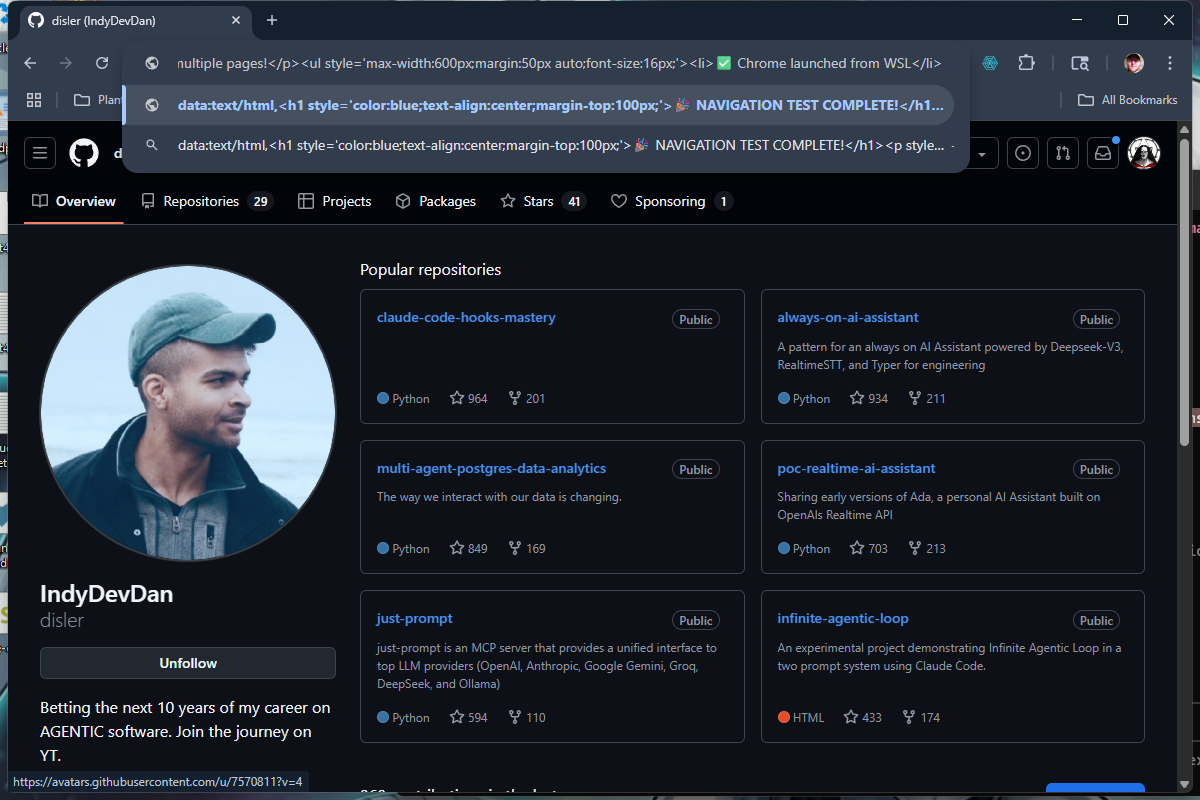 disler (IndyDevDan)
multiple pages!</p><ul style='max-width:600px;margin:50px auto;font-size:16px;'><li>✅ Chrome launched from WSL</li>
Plan
data:text/html,<h1 style='color:blue;text-align:center;margin-top:100px;'>🎉 NAVIGATION TEST COMPLETE!</h1...
All Bookmarks
data:text/html,<h1 style='color:blue;text-align:center;margin-top:100px;'>🎉 NAVIGATION TEST COMPLETE!</h1><p style... -
d
Overview
Repositories 29
Projects
Packages
Stars 41
Sponsoring 1
Popular repositories
claude-code-hooks-mastery
Public
Python 964 201
always-on-ai-assistant
Public
A pattern for an always on AI Assistant powered by Deepseek-V3,
RealtimeSTT, and Typer for engineering
Python 934 211
multi-agent-postgres-data-analytics
Public
The way we interact with our data is changing.
Python 849 169
poc-realtime-ai-assistant
Public
Sharing early versions of Ada, a personal AI Assistant built on
OpenAIs Realtime API
Python 703 213
just-prompt
Public
just-prompt is an MCP server that provides a unified interface to
top LLM providers (OpenAI, Anthropic, Google Gemini, Groq,
DeepSeek, and Ollama)
Python 594 110
infinite-agentic-loop
Public
An experimental project demonstrating Infinite Agentic Loop in a
two prompt system using Claude Code.
HTML 433 174
IndyDevDan
disler
Unfollow
Betting the next 10 years of my career on
AGENTIC software. Join the journey on
YT.
https://avatars.githubusercontent.com/u/7570811?v=4